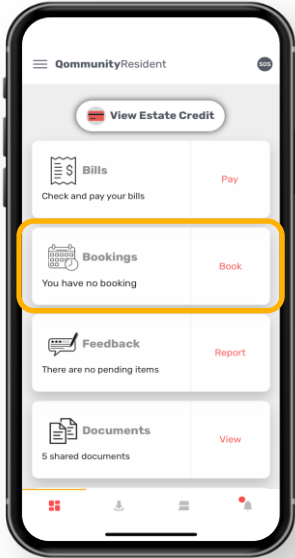 QommunityResident
SOS
View Estate Credit
$
Bills
Pay
Check and pay your bills
Bookings
Book
You have no booking
Feedback
Report
There are no pending items
Documents
View
5 shared documents